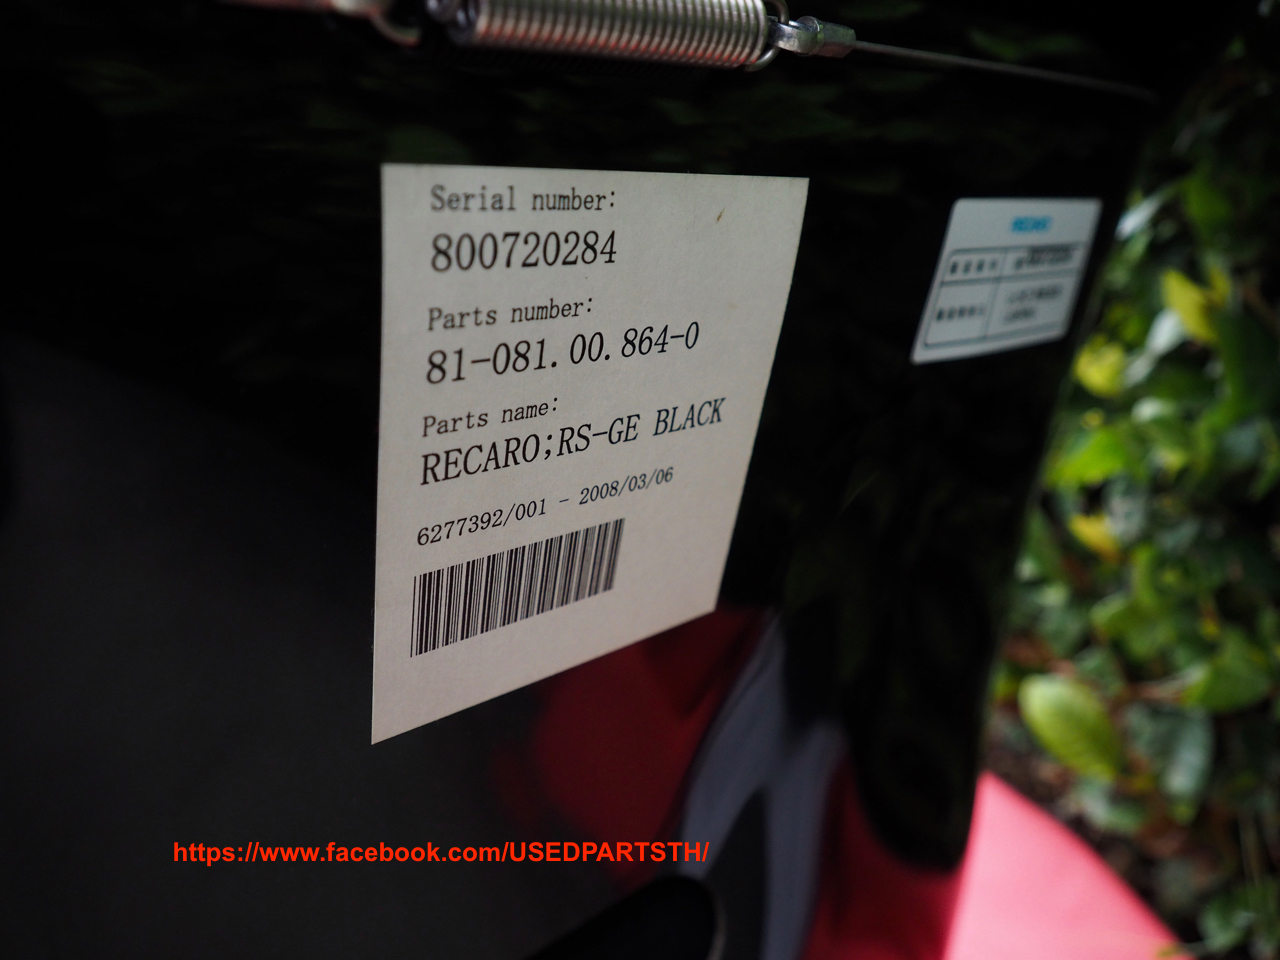 Serial number:
800720284
Parts number:
81-081.00.864-0
Parts name:
RECARO;RS-GE BLACK
6277392/001 - 2008/03/06
RECARO
https://www.facebook.com/USEDPARTSTH/